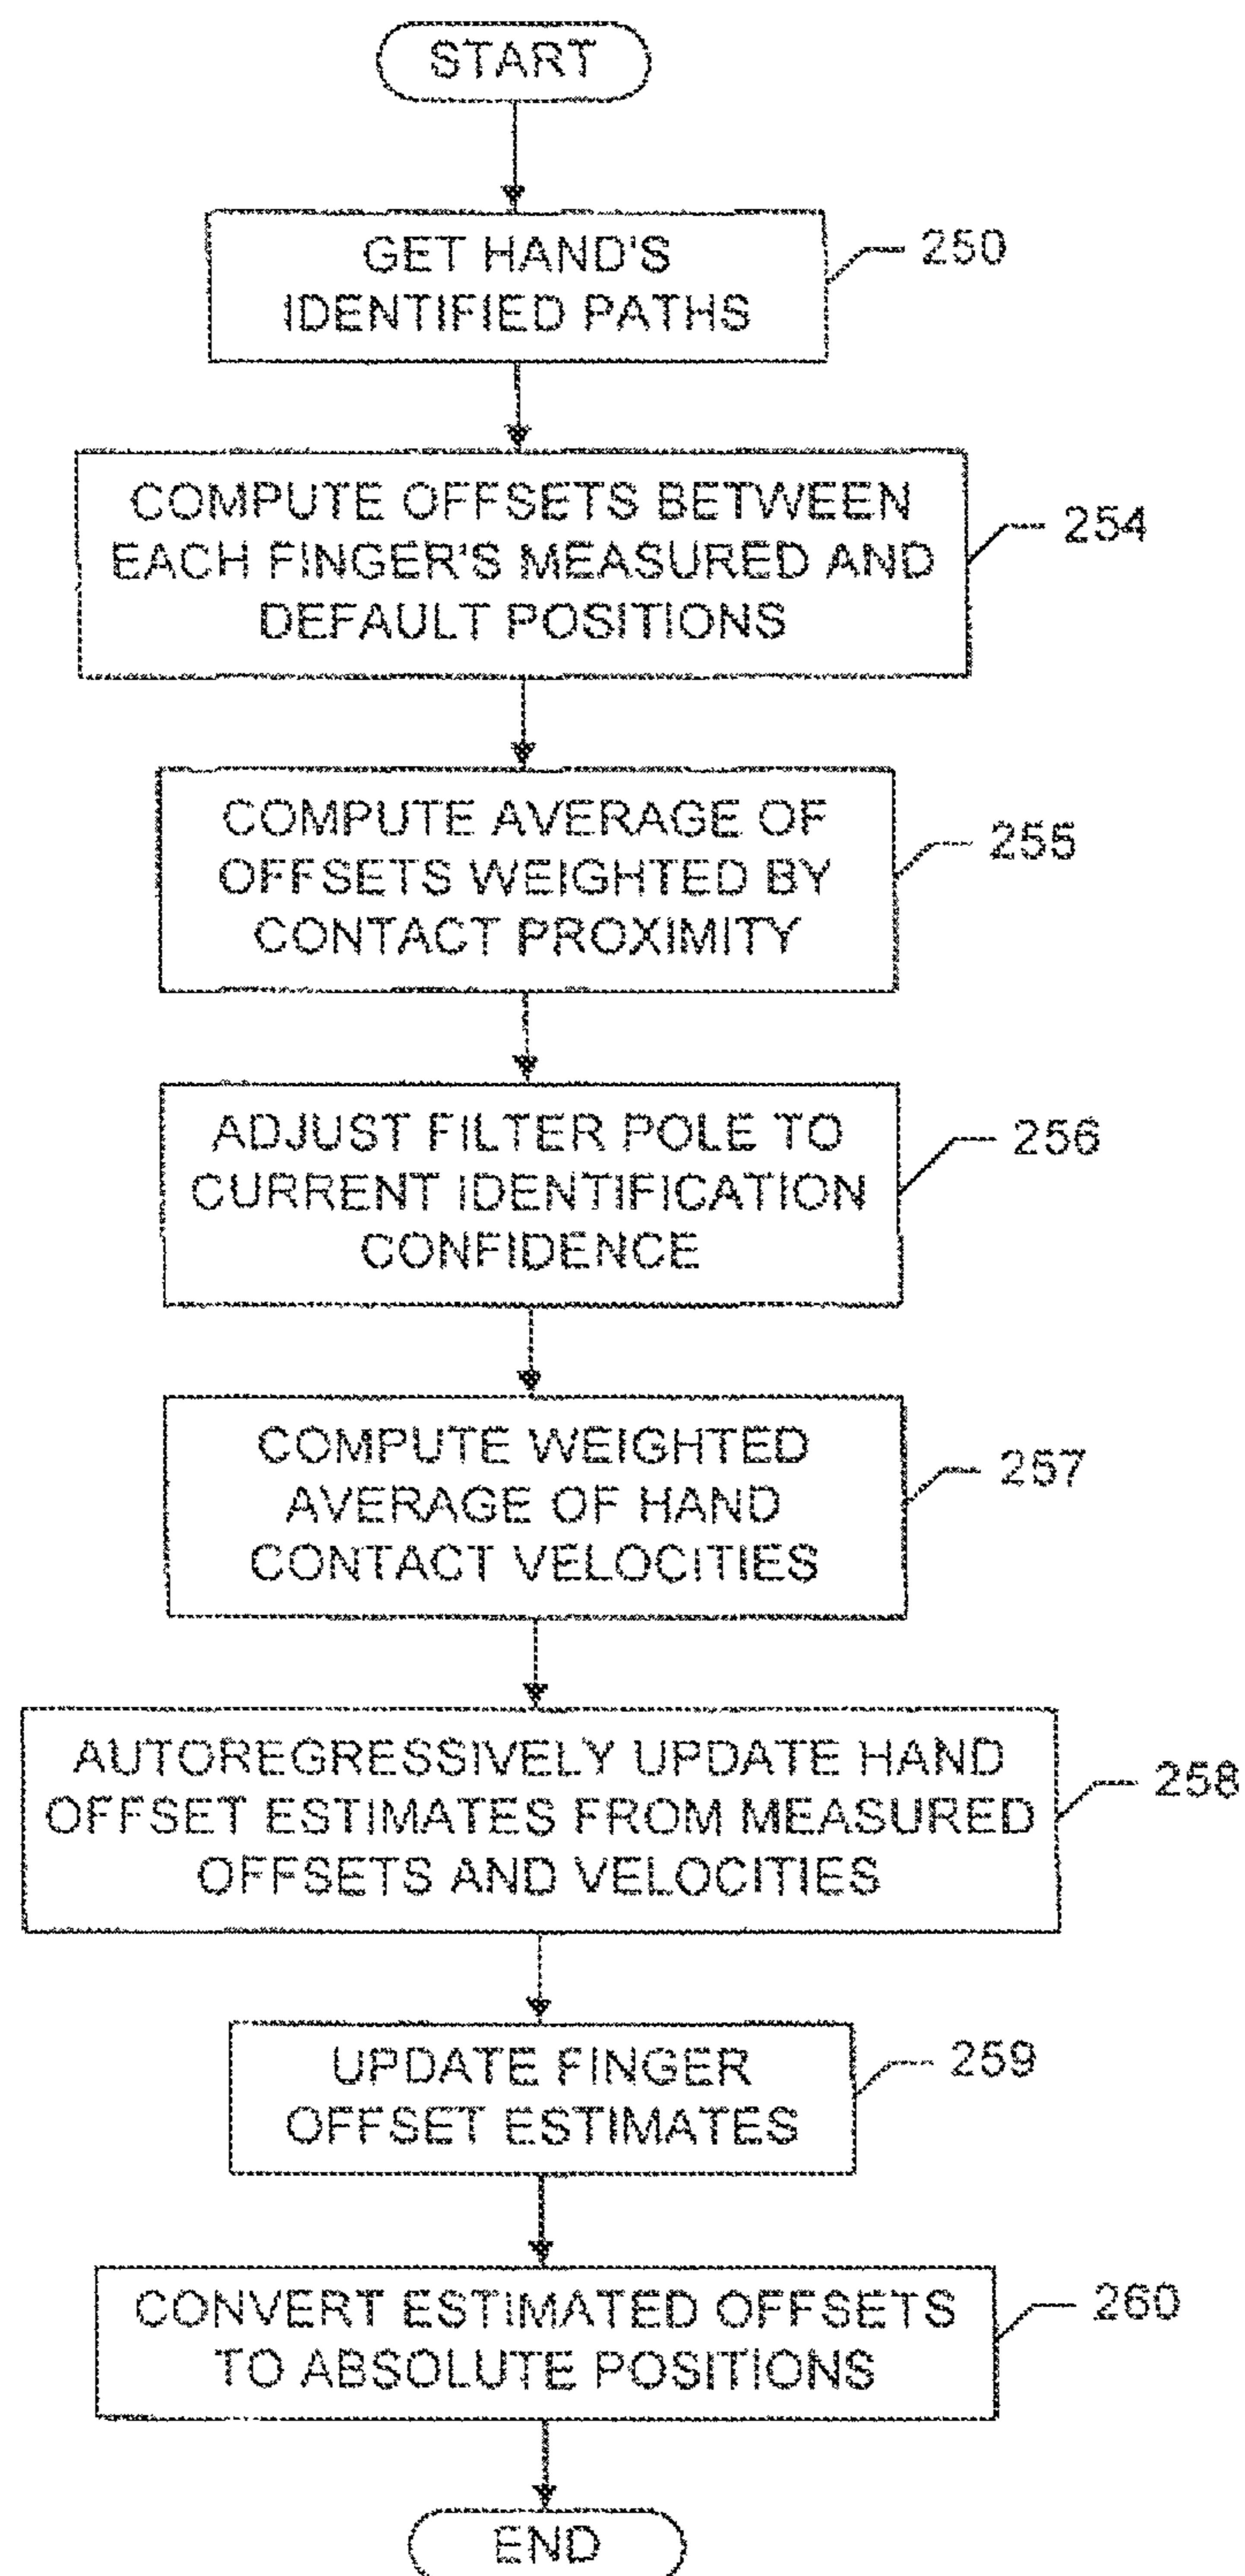 START
GET HAND'S
IDENTIFIED PATHS
250
COMPUTE OFFSETS BETWEEN
EACH FINGER'S MEASURED AND
DEFAULT POSITIONS
254
COMPUTE AVERAGE OF
OFFSETS WEIGHTED BY
CONTACT PROXIMITY
255
ADJUST FILTER POLE TO
CURRENT IDENTIFICATION
CONFIDENCE
256
COMPUTE WEIGHTED
AVERAGE OF HAND
CONTACT VELOCITIES
257
AUTOREGRESSIVELY UPDATE HAND
OFFSET ESTIMATES FROM MEASURED
OFFSETS AND VELOCITIES
258
UPDATE FINGER
OFFSET ESTIMATES
259
CONVERT ESTIMATED OFFSETS
TO ABSOLUTE POSITIONS
260
END